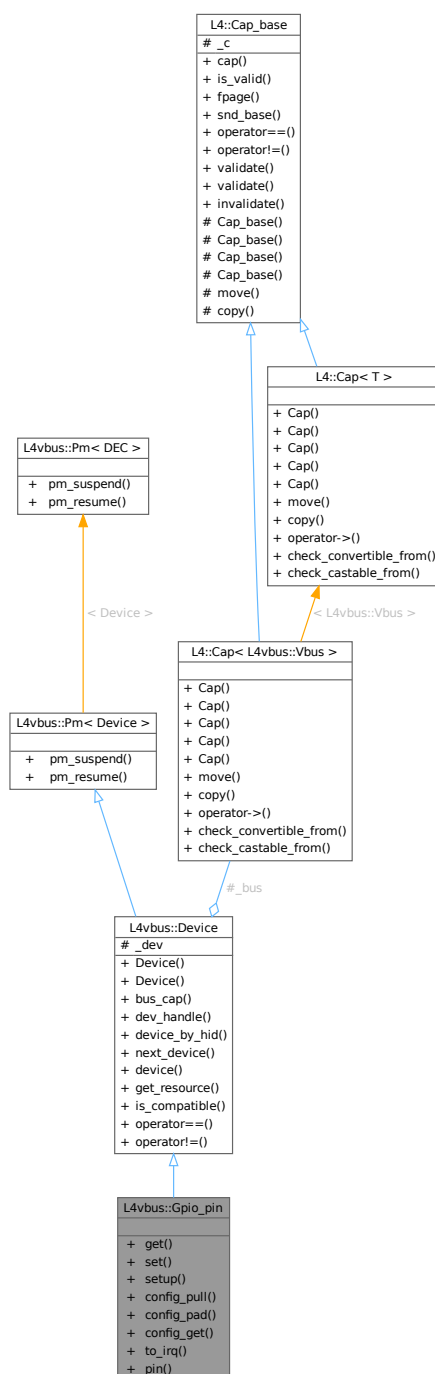 L4::Cap_base
# _c
+ cap()
+ is_valid()
+ fpage()
+ snd_base()
+ operator==()
+ operator!=()
+ validate()
+ validate()
+ invalidate()
# Cap_base()
# Cap_base()
# Cap_base()
# Cap_base()
# move()
# copy()
L4::Cap< T >
+ Cap()
+ Cap()
+ Cap()
+ Cap()
+ Cap()
+ move()
+ copy()
+ operator->()
+ check_convertible_from()
+ check_castable_from()
L4vbus::Pm< DEC >
+ pm_suspend()
+ pm_resume()
< Device >
< L4vbus::Vbus >
L4::Cap< L4vbus::Vbus >
+ Cap()
+ Cap()
+ Cap()
+ Cap()
+ Cap()
+ move()
+ copy()
+ operator->()
+ check_convertible_from()
+ check_castable_from()
L4vbus::Pm< Device >
+ pm_suspend()
+ pm_resume()
#_bus
L4vbus::Device
# _dev
+ Device()
+ Device()
+ bus_cap()
+ dev_handle()
+ device_by_hid()
+ next_device()
+ device()
+ get_resource()
+ is_compatible()
+ operator==()
+ operator!=()
L4vbus::Gpio_pin
+ get()
+ set()
+ setup()
+ config_pull()
+ config_pad()
+ config_get()
+ to_irq()
+ pin()